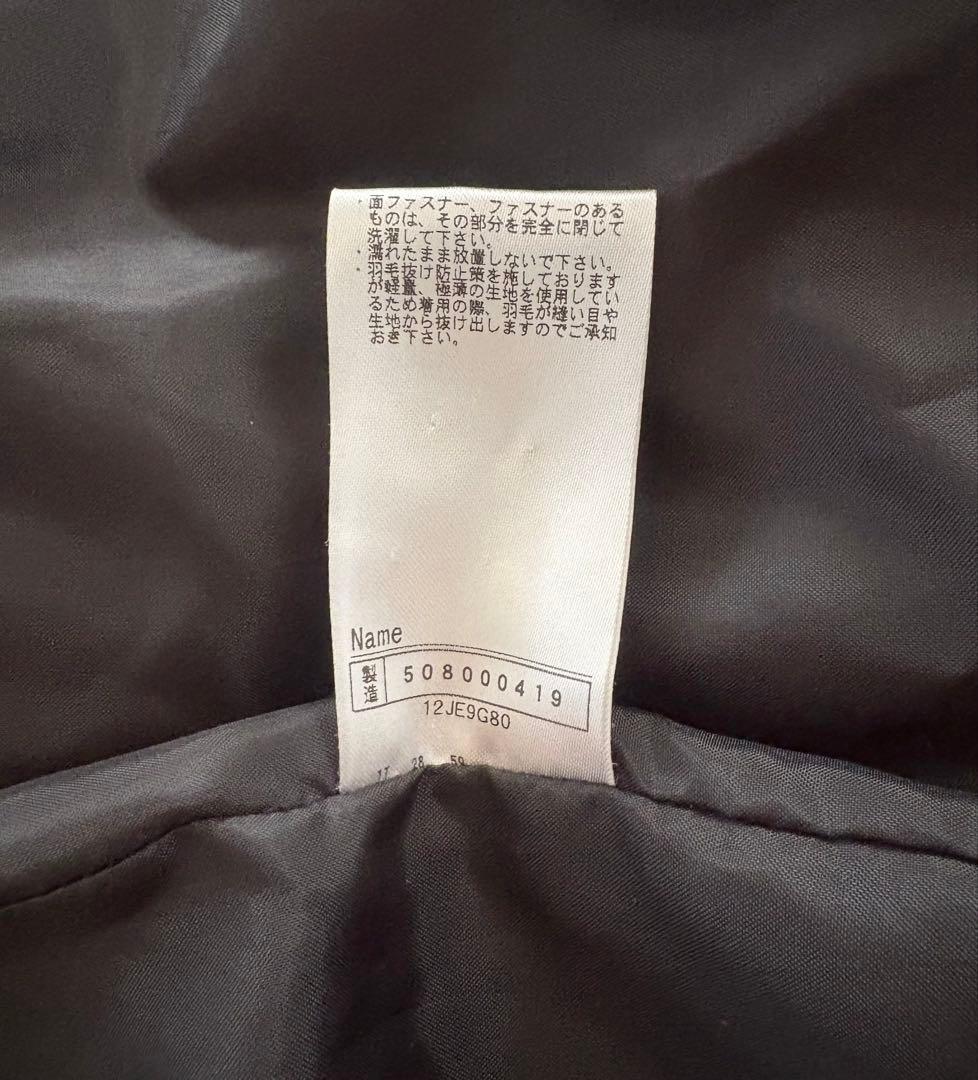 ・面ファスナー、ファスナーのある
ものは、その部分を完全に閉じて
洗濯して下さい。
・濡れたまま放置しないで下さい。
・羽毛抜け防止策を施しております
が軽量、極薄の生地を使用してい
るため着用の際、羽毛が縫い目や
生地から抜け出しますのでご承知
おき下さい。
Name
製造 508000419
12JE9G80
28 59